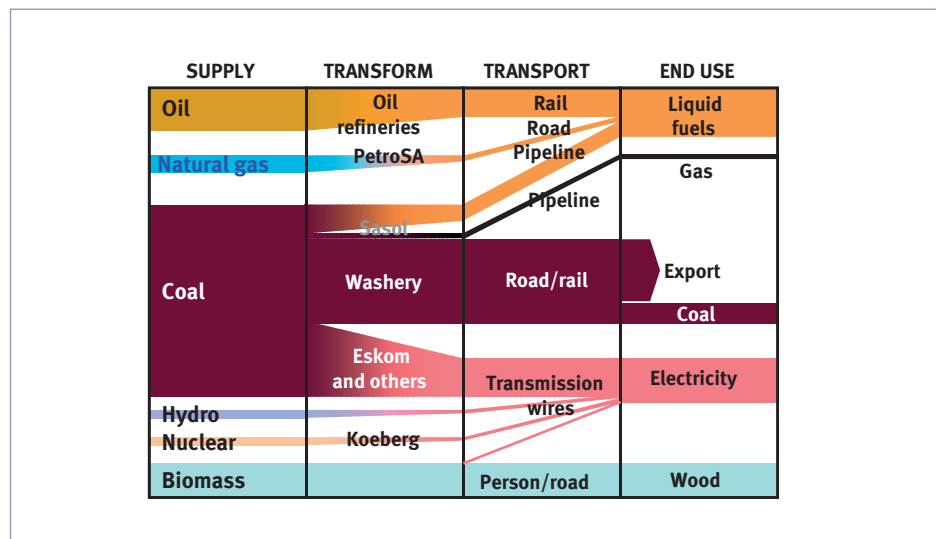 SUPPLY TRANSFORM TRANSPORT END USE
Oil
Oil
refineries
Rail
Liquid
fuels
Road
Natural gas
PetroSA
Pipeline
Gas
Sasol
Pipeline
Coal
Washery
Road/rail
Export
Coal
Eskom
and others
Transmission
wires
Electricity
Hydro
Nuclear
Koeberg
Biomass
Person/road
Wood